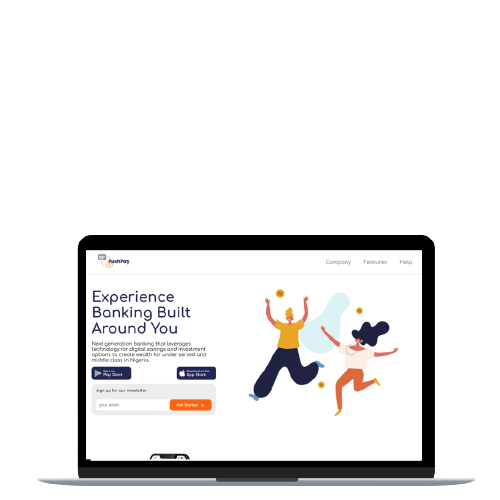 PushPay
Company Features Help
Experience
Banking Built
Around You
Next generation banking that leverages
technology for digital savings and investment
options to create wealth for under served and
middle class in Nigeria.
Get it on
Play Store
Download on the
App Store
sign up for our newsletter
your email
Get Started →